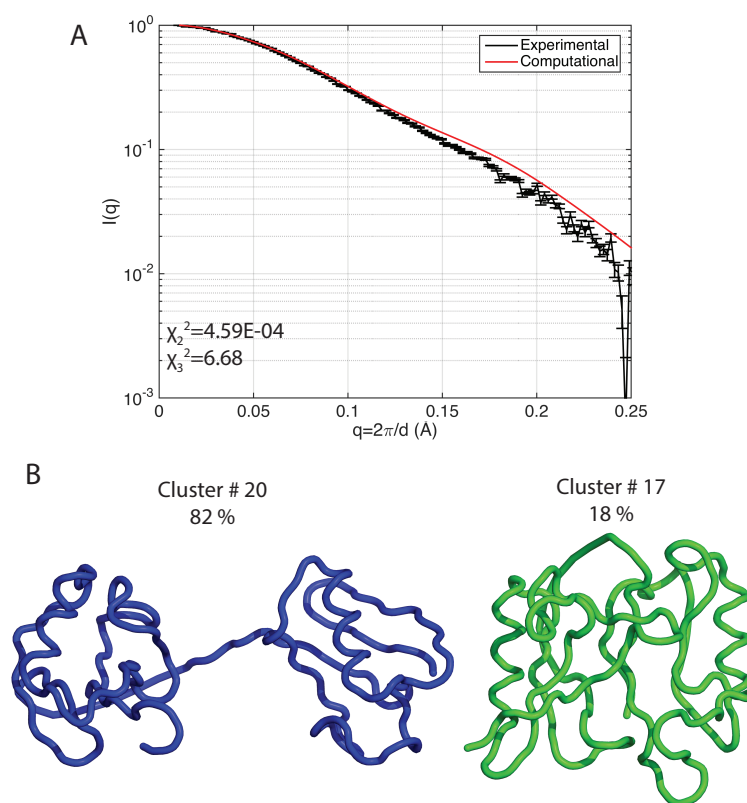 A
10⁰
10⁻¹
10⁻²
10⁻³
I(q)
Experimental
Computational
χ₂²=4.59E-04
χ₃²=6.68
0 0.05 0.1 0.15 0.2 0.25
q=2π/d (Å)
B
Cluster # 20
82 %
Cluster # 17
18 %